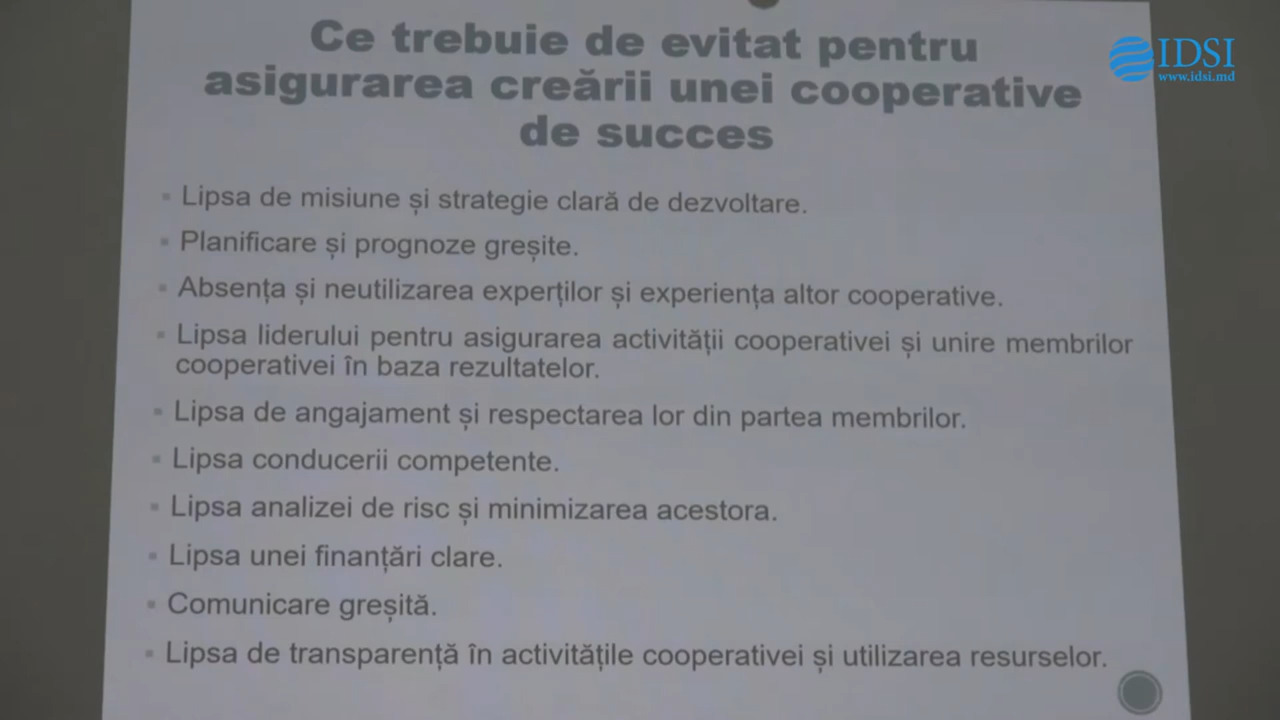 Ce trebuie de evitat pentru
asigurarea creării unei cooperative
de succes
IDSI
www.idsi.md
▪ Lipsa de misiune și strategie clară de dezvoltare.
▪ Planificare și prognoze greșite.
▪ Absența și neutilizarea experților și experiența altor cooperative.
▪ Lipsa liderului pentru asigurarea activității cooperativei și unire membrilor
cooperativei în baza rezultatelor.
▪ Lipsa de angajament și respectarea lor din partea membrilor.
▪ Lipsa conducerii competente.
▪ Lipsa analizei de risc și minimizarea acestora.
▪ Lipsa unei finanțări clare.
▪ Comunicare greșită.
▪ Lipsa de transparență în activitățile cooperativei și utilizarea resurselor.